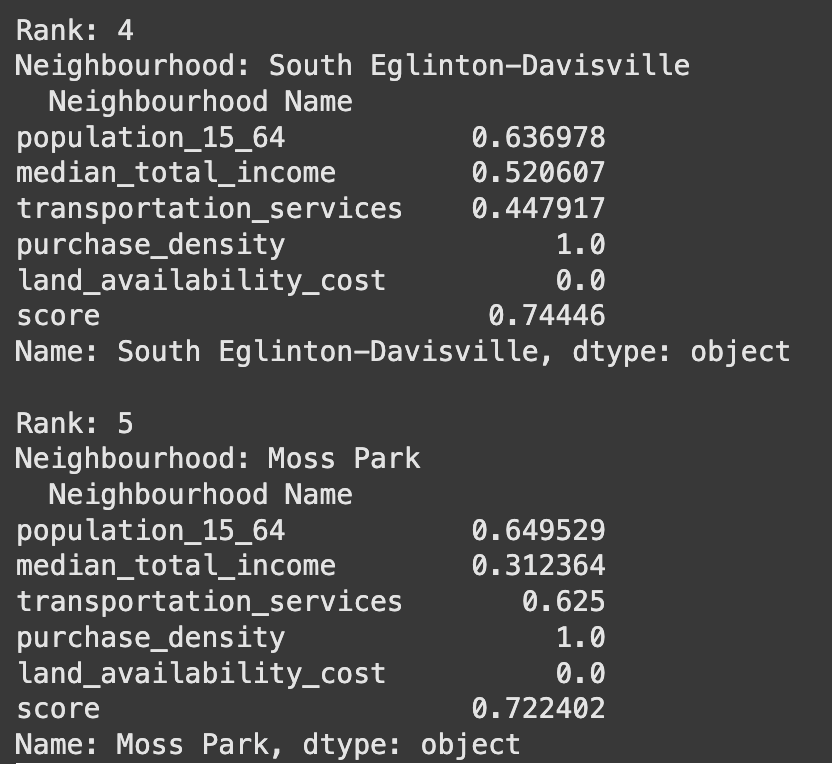 Rank: 4
Neighbourhood: South Eglinton-Davisville
  Neighbourhood Name
population_15_64           0.636978
median_total_income        0.520607
transportation_services    0.447917
purchase_density                1.0
land_availability_cost          0.0
score                       0.74446
Name: South Eglinton-Davisville, dtype: object

Rank: 5
Neighbourhood: Moss Park
  Neighbourhood Name
population_15_64           0.649529
median_total_income        0.312364
transportation_services       0.625
purchase_density                1.0
land_availability_cost          0.0
score                      0.722402
Name: Moss Park, dtype: object